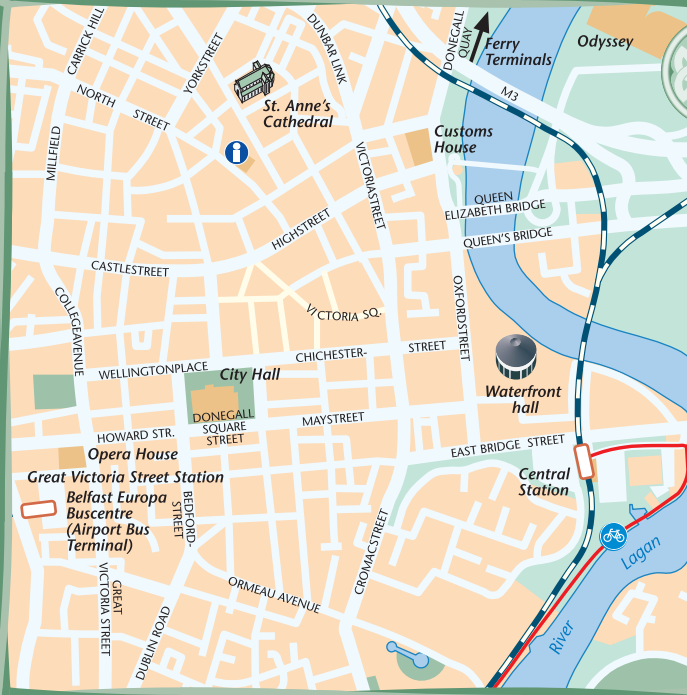 CARRICK HILL
YORKSTREET
DUNBAR LINK
DONEGALL
QUAY
Ferry
Terminals
Odyssey
NORTH STREET
St. Anne's
Cathedral
M3
MILLFIELD
Customs
House
VICTORIASTREET
QUEEN
ELIZABETH BRIDGE
HIGHSTREET
QUEEN'S BRIDGE
CASTLESTREET
COLLEGEAVENUE
VICTORIA SQ.
OXFORDSTREET
CHICHESTER- STREET
WELLINGTONPLACE
City Hall
Waterfront
hall
DONEGALL
SQUARE
STREET
MAYSTREET
HOWARD STR.
EAST BRIDGE STREET
Opera House
Great Victoria Street Station
Central
Station
Belfast Europa
Buscentre
(Airport Bus
Terminal)
BEDFORD-
STREET
CROMACSTREET
Lagan
River
ORMEAU AVENUE
GREAT
VICTORIA STREET
DUBLIN ROAD